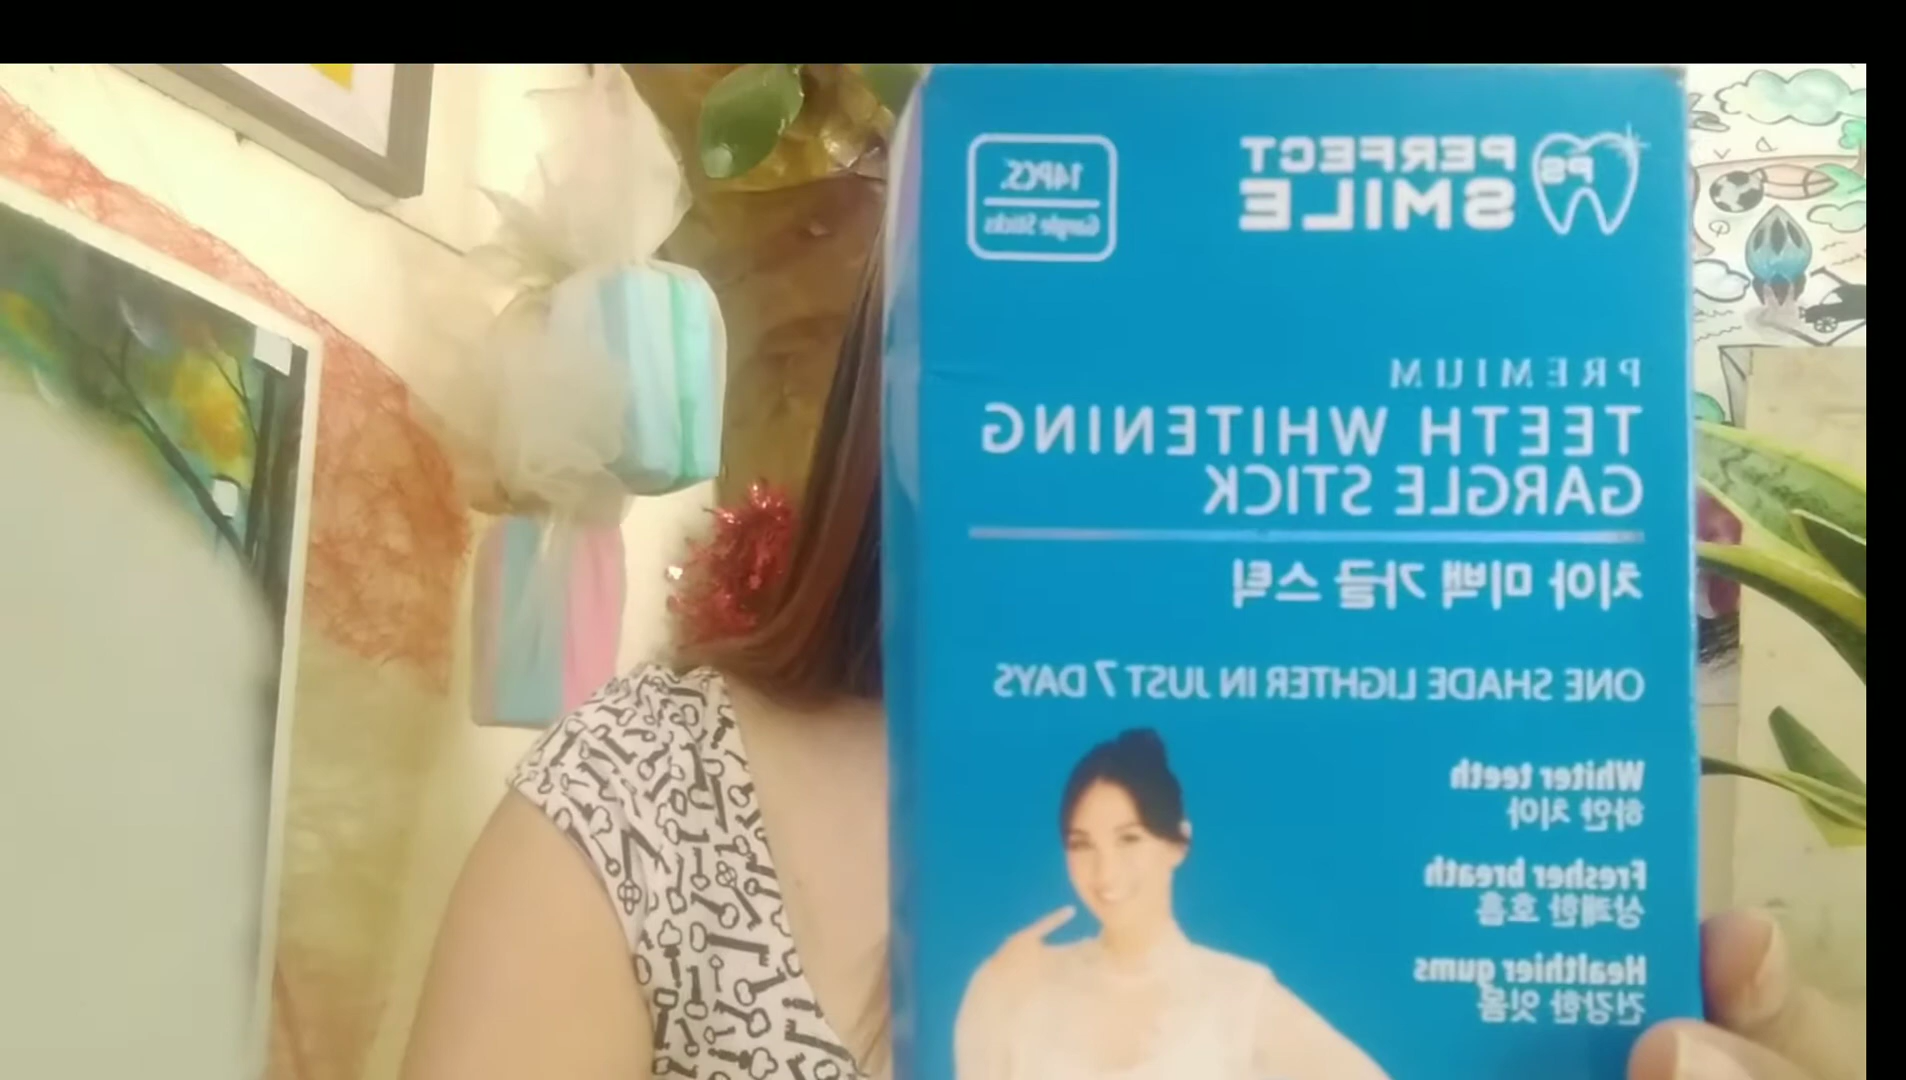 PS
PERFECT
SMILE
14PCS.
Gargle Sticks
PREMIUM
TEETH WHITENING
GARGLE STICK
치아 미백 가글 스틱
ONE SHADE LIGHTER IN JUST 7 DAYS
Whiter teeth
하얀 치아
Fresher breath
상쾌한 호흡
Healthier gums
건강한 잇몸